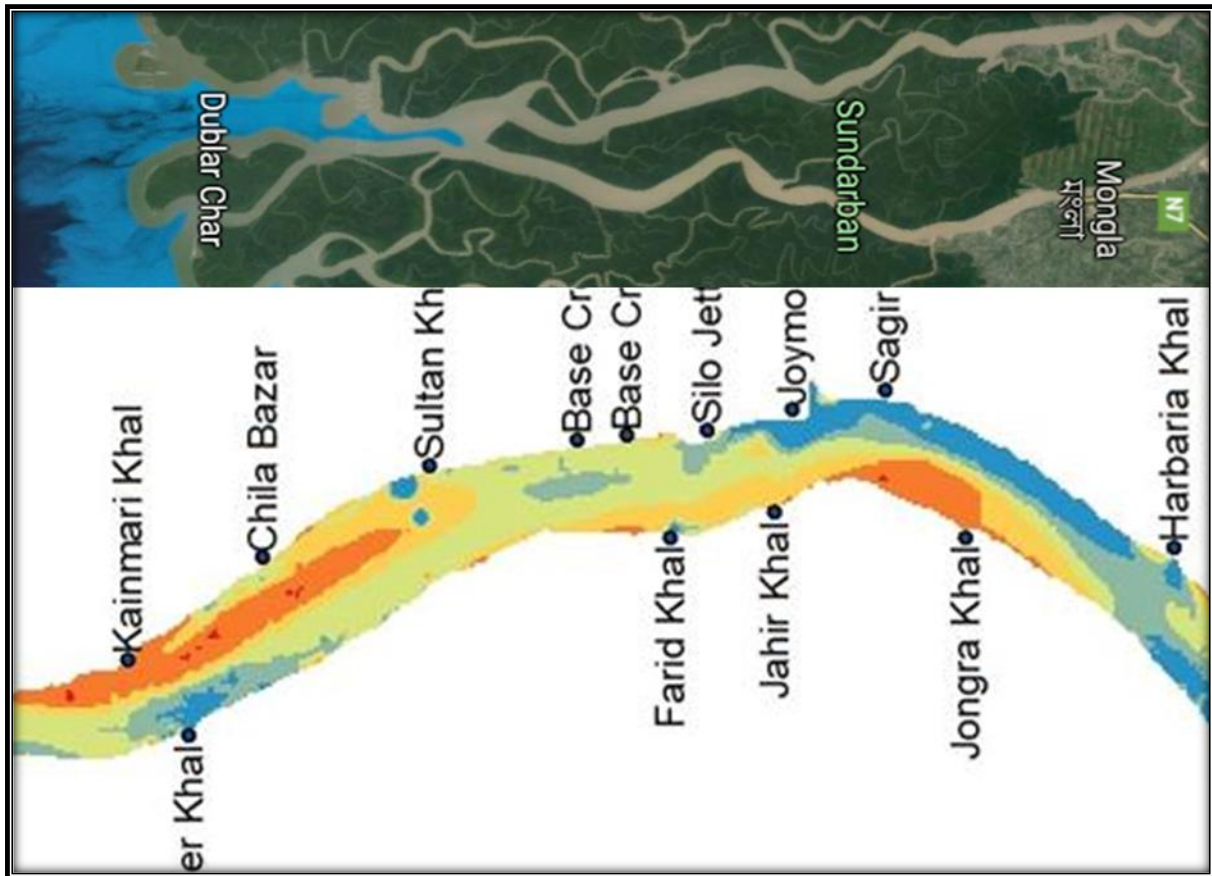 Dublar Char
Sundarban
Mongla
মংলা
N7
Kainmari Khal
Chila Bazar
Sultan Kh
Base Cr
Base Cr
Silo Jet
Joymo
Sagir
Harbaria Khal
er Khal
Farid Khal
Jahir Khal
Jongra Khal